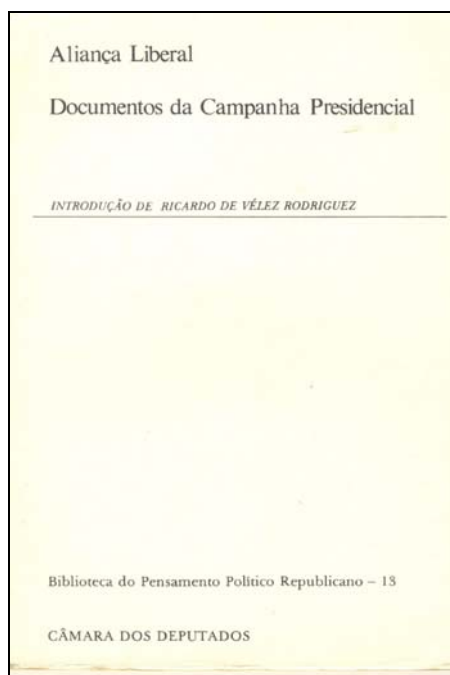 Aliança Liberal
Documentos da Campanha Presidencial
INTRODUÇÃO DE RICARDO DE VÉLEZ RODRIGUEZ
Biblioteca do Pensamento Político Republicano – 13
CÂMARA DOS DEPUTADOS